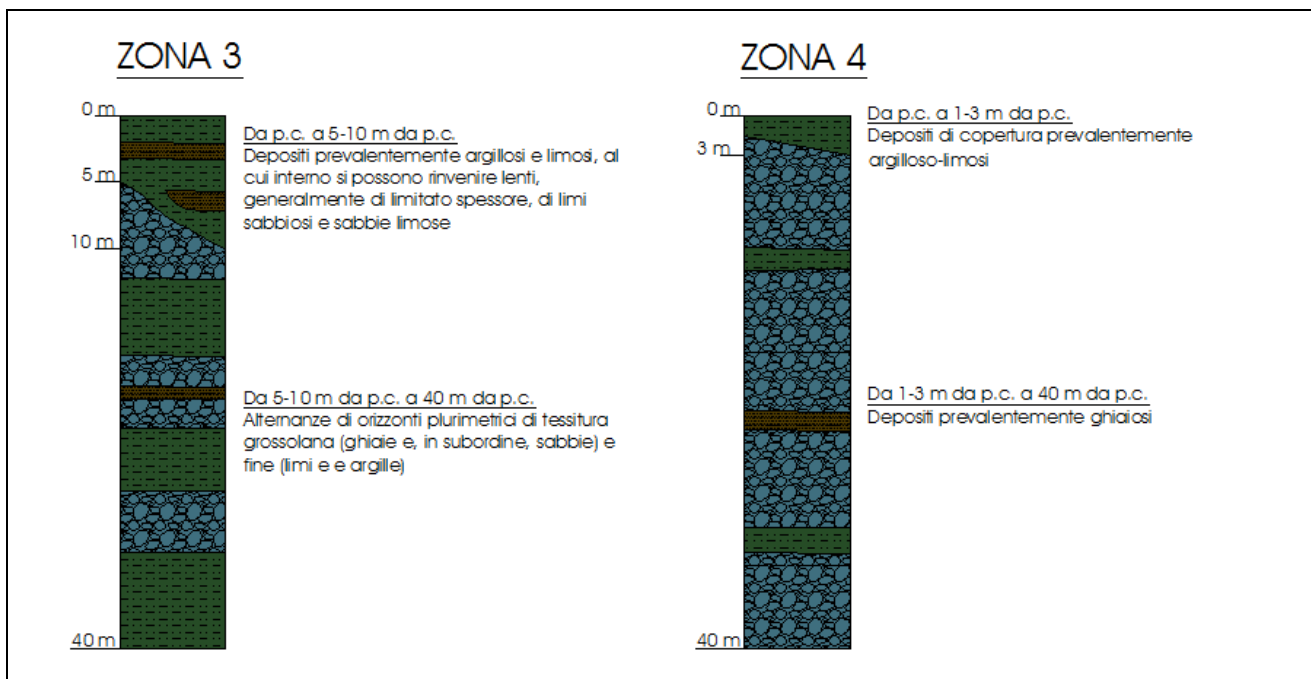 ZONA 3
0 m
5 m
10 m
40 m
Da p.c. a 5-10 m da p.c.
Depositi prevalentemente argillosi e limosi, al
cui interno si possono rinvenire lenti,
generalmente di limitato spessore, di limi
sabbiosi e sabbie limose
Da 5-10 m da p.c. a 40 m da p.c.
Alternanze di orizzonti plurimetrici di tessitura
grossolana (ghiaie e, in subordine, sabbie) e
fine (limi e e argille)
ZONA 4
0 m
3 m
40 m
Da p.c. a 1-3 m da p.c.
Depositi di copertura prevalentemente
argilloso-limosi
Da 1-3 m da p.c. a 40 m da p.c.
Depositi prevalentemente ghiaiosi